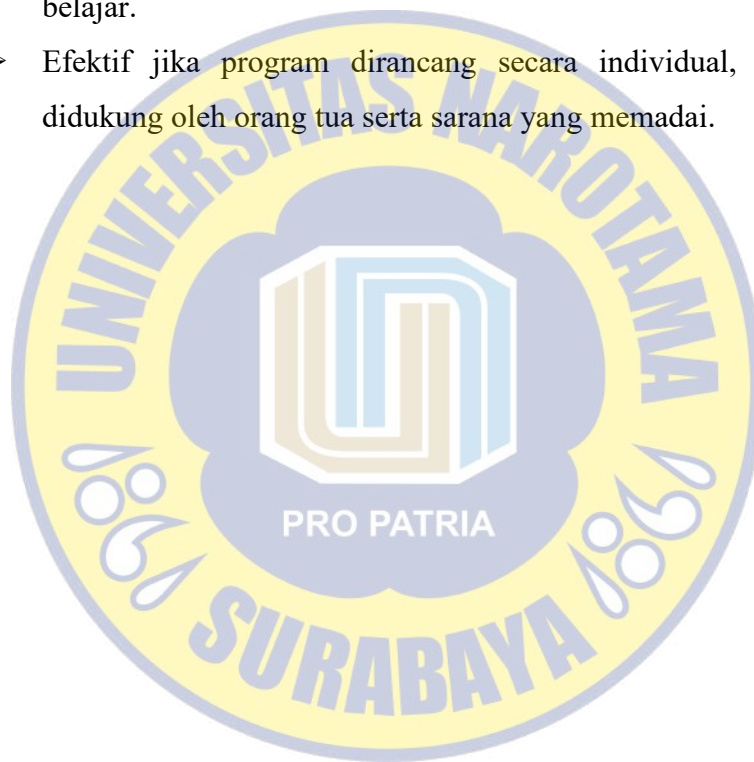 belajar.
Efektif jika program dirancang secara individual,
didukung oleh orang tua serta sarana yang memadai.
UNIVERSITAS NAROTAMA
PRO PATRIA
SURABAYA